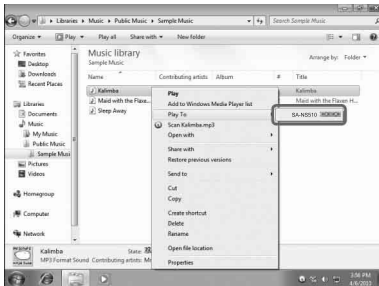 Libraries ▸ Music ▸ Public Music ▸ Sample Music
Search Sample Music
Organize ▾ Play ▾ Play all Share with ▾ New folder
Favorites
Desktop
Downloads
Recent Places
Libraries
Documents
Music
My Music
Public Music
Sample Musi
Pictures
Videos
Homegroup
Computer
Network
Music library
Sample Music
Arrange by: Folder ▾
Name Contributing artists Album # Title
Kalimba
Maid with the Flaxe...
Sleep Away
Kalimba
Maid with the Flaxen H...
Play
Add to Windows Media Player list
Play To
Scan Kalimba.mp3
Open with
Share with
Restore previous versions
Send to
Cut
Copy
Create shortcut
Delete
Rename
Open file location
Properties
SA-NS510
Kalimba State:
MP3 Format Sound Contributing artists: M
3:58 PM